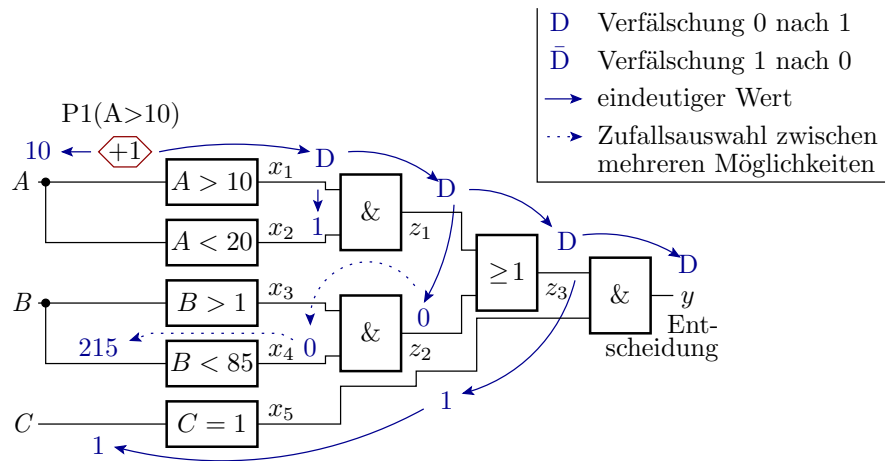 D Verfälschung 0 nach 1
D̄ Verfälschung 1 nach 0
eindeutiger Wert
Zufallsauswahl zwischen
mehreren Möglichkeiten
P1(A>10)
10 +1 D
A A > 10 x₁ D
1 &
A < 20 x₂ z₁ D
D
≥1
B B > 1 x₃ z₃ & y
0
& Ent-
215 B < 85 x₄ 0 z₂ scheidung
1
C C = 1 x₅
1